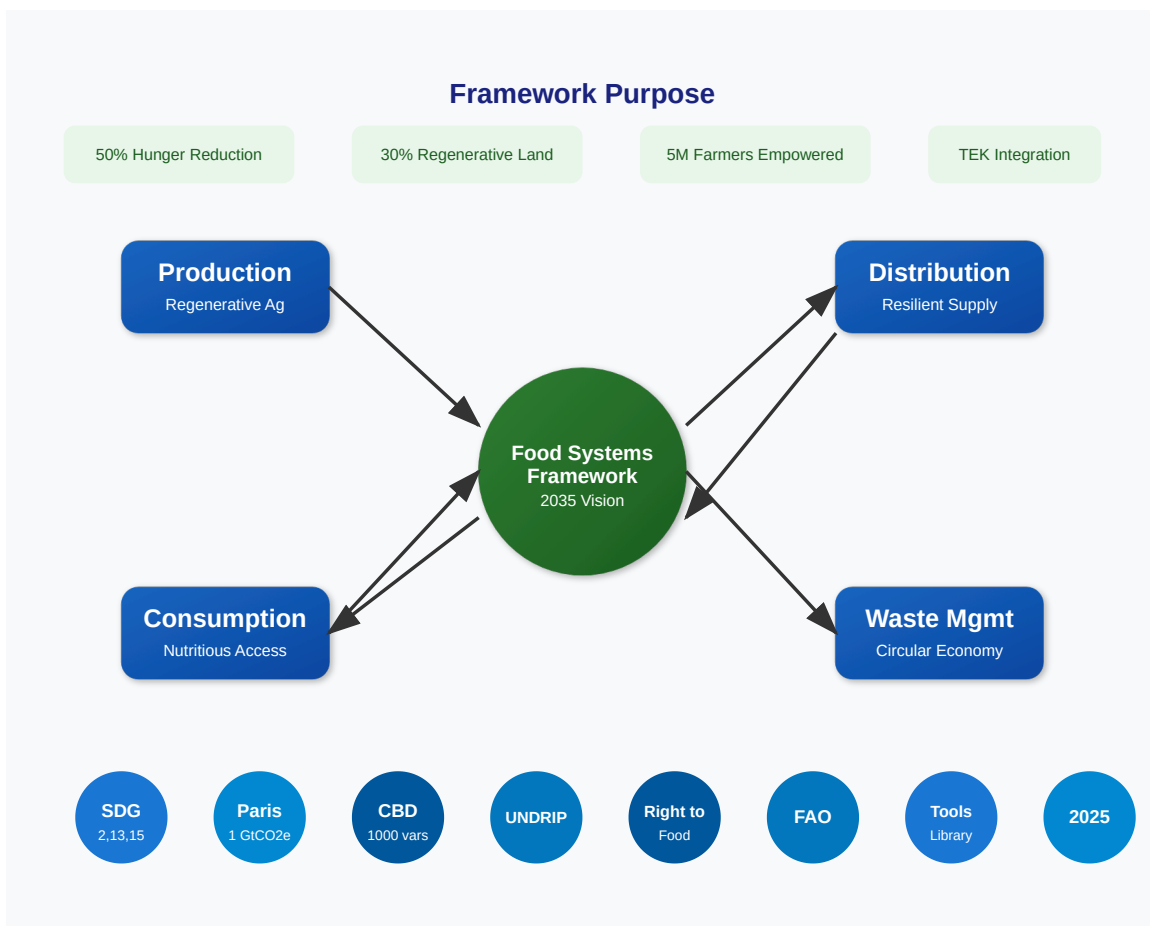 Framework Purpose
50% Hunger Reduction
30% Regenerative Land
5M Farmers Empowered
TEK Integration
Production
Regenerative Ag
Distribution
Resilient Supply
Food Systems
Framework
2035 Vision
Consumption
Nutritious Access
Waste Mgmt
Circular Economy
SDG
2,13,15
Paris
1 GtCO2e
CBD
1000 vars
UNDRIP
Right to
Food
FAO
Tools
Library
2025